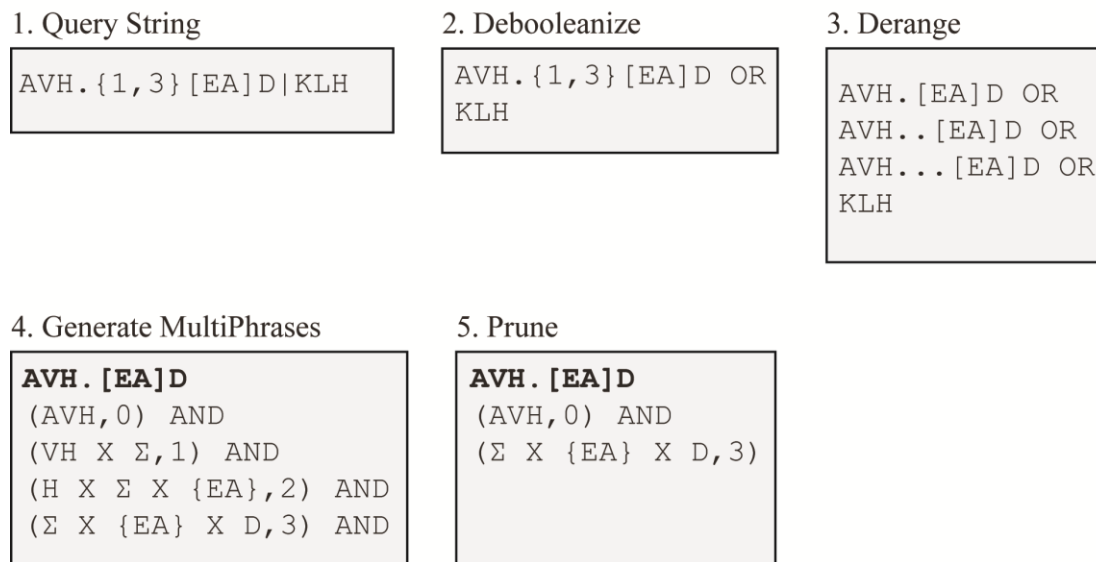 1. Query String
AVH.{1,3}[EA]D|KLH
2. Debooleanize
AVH.{1,3}[EA]D OR
KLH
3. Derange
AVH.[EA]D OR
AVH..[EA]D OR
AVH...[EA]D OR
KLH
4. Generate MultiPhrases
AVH.[EA]D
(AVH,0) AND
(VH X Σ,1) AND
(H X Σ X {EA},2) AND
(Σ X {EA} X D,3) AND
5. Prune
AVH.[EA]D
(AVH,0) AND
(Σ X {EA} X D,3)